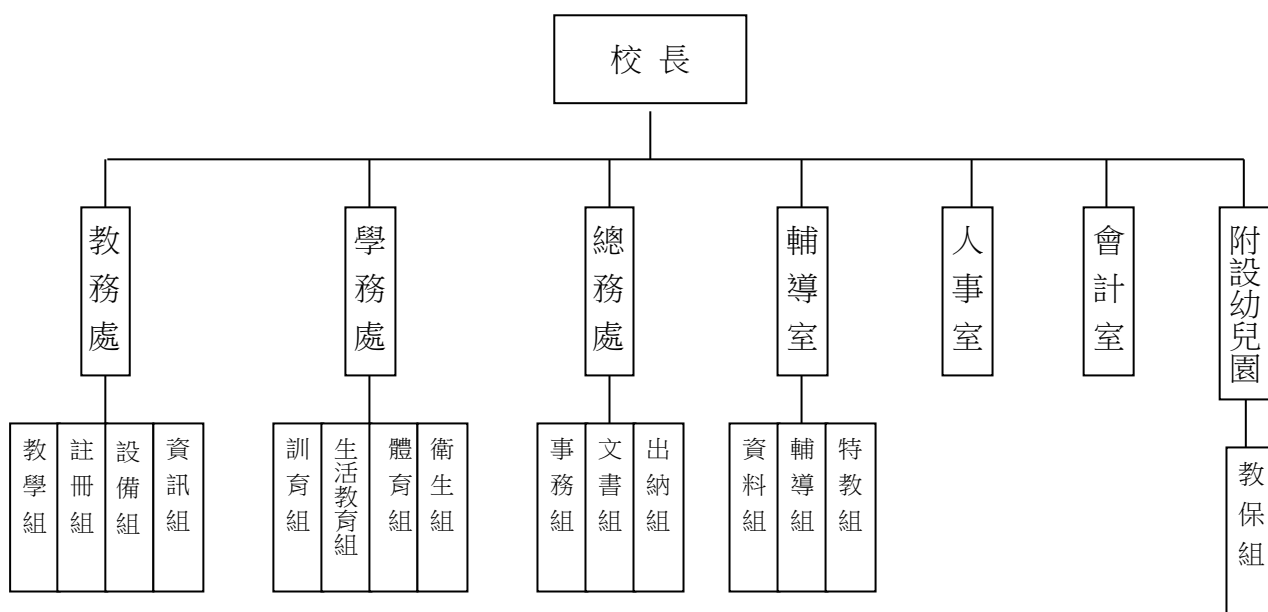 校長
教務處
學務處
總務處
輔導室
人事室
會計室
附設幼兒園
教學組
註冊組
設備組
資訊組
訓育組
生活教育組
體育組
衛生組
事務組
文書組
出納組
資料組
輔導組
特教組
教保組